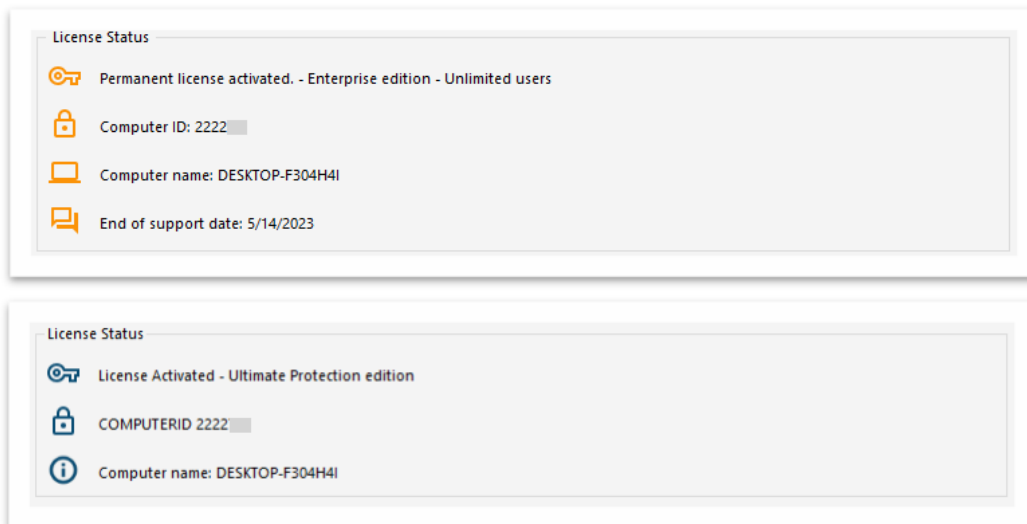 License Status
Permanent license activated. - Enterprise edition - Unlimited users
Computer ID: 2222
Computer name: DESKTOP-F304H4I
End of support date: 5/14/2023
License Status
License Activated - Ultimate Protection edition
COMPUTERID 2222
Computer name: DESKTOP-F304H4I